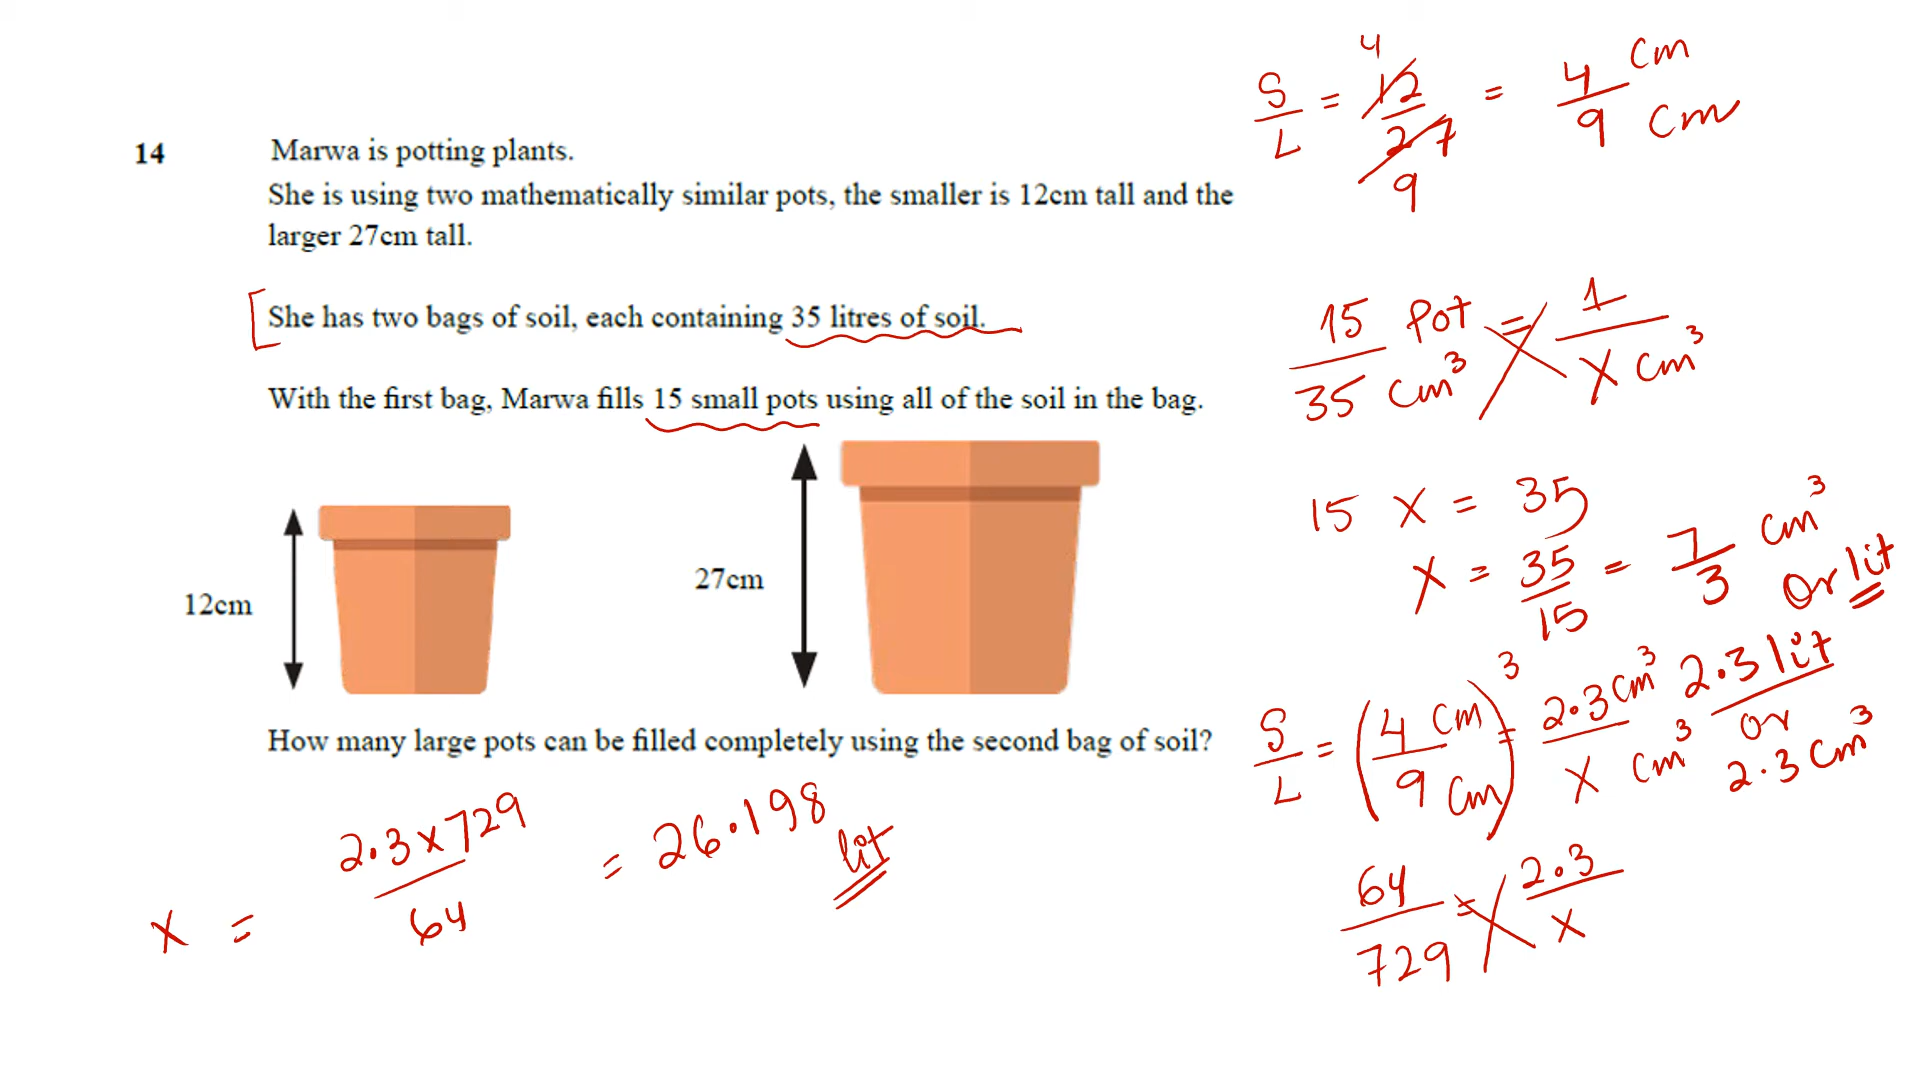 14 Marwa is potting plants.
She is using two mathematically similar pots, the smaller is 12cm tall and the
larger 27cm tall.
She has two bags of soil, each containing 35 litres of soil.
With the first bag, Marwa fills 15 small pots using all of the soil in the bag.
12cm
27cm
How many large pots can be filled completely using the second bag of soil?
x = 2.3 x 729 / 64 = 26.198 lit
S/L = 12/27 = 4 cm / 9 cm
4
9
15 Pot / 35 cm³ = 1 / x cm³
15 x = 35
x = 35/15 = 7/3 cm³ or lit
2.3 lit or 2.3 cm³
S/L = (4 cm / 9 cm)³ = 2.3 cm³ / x cm³
64/729 = 2.3/x